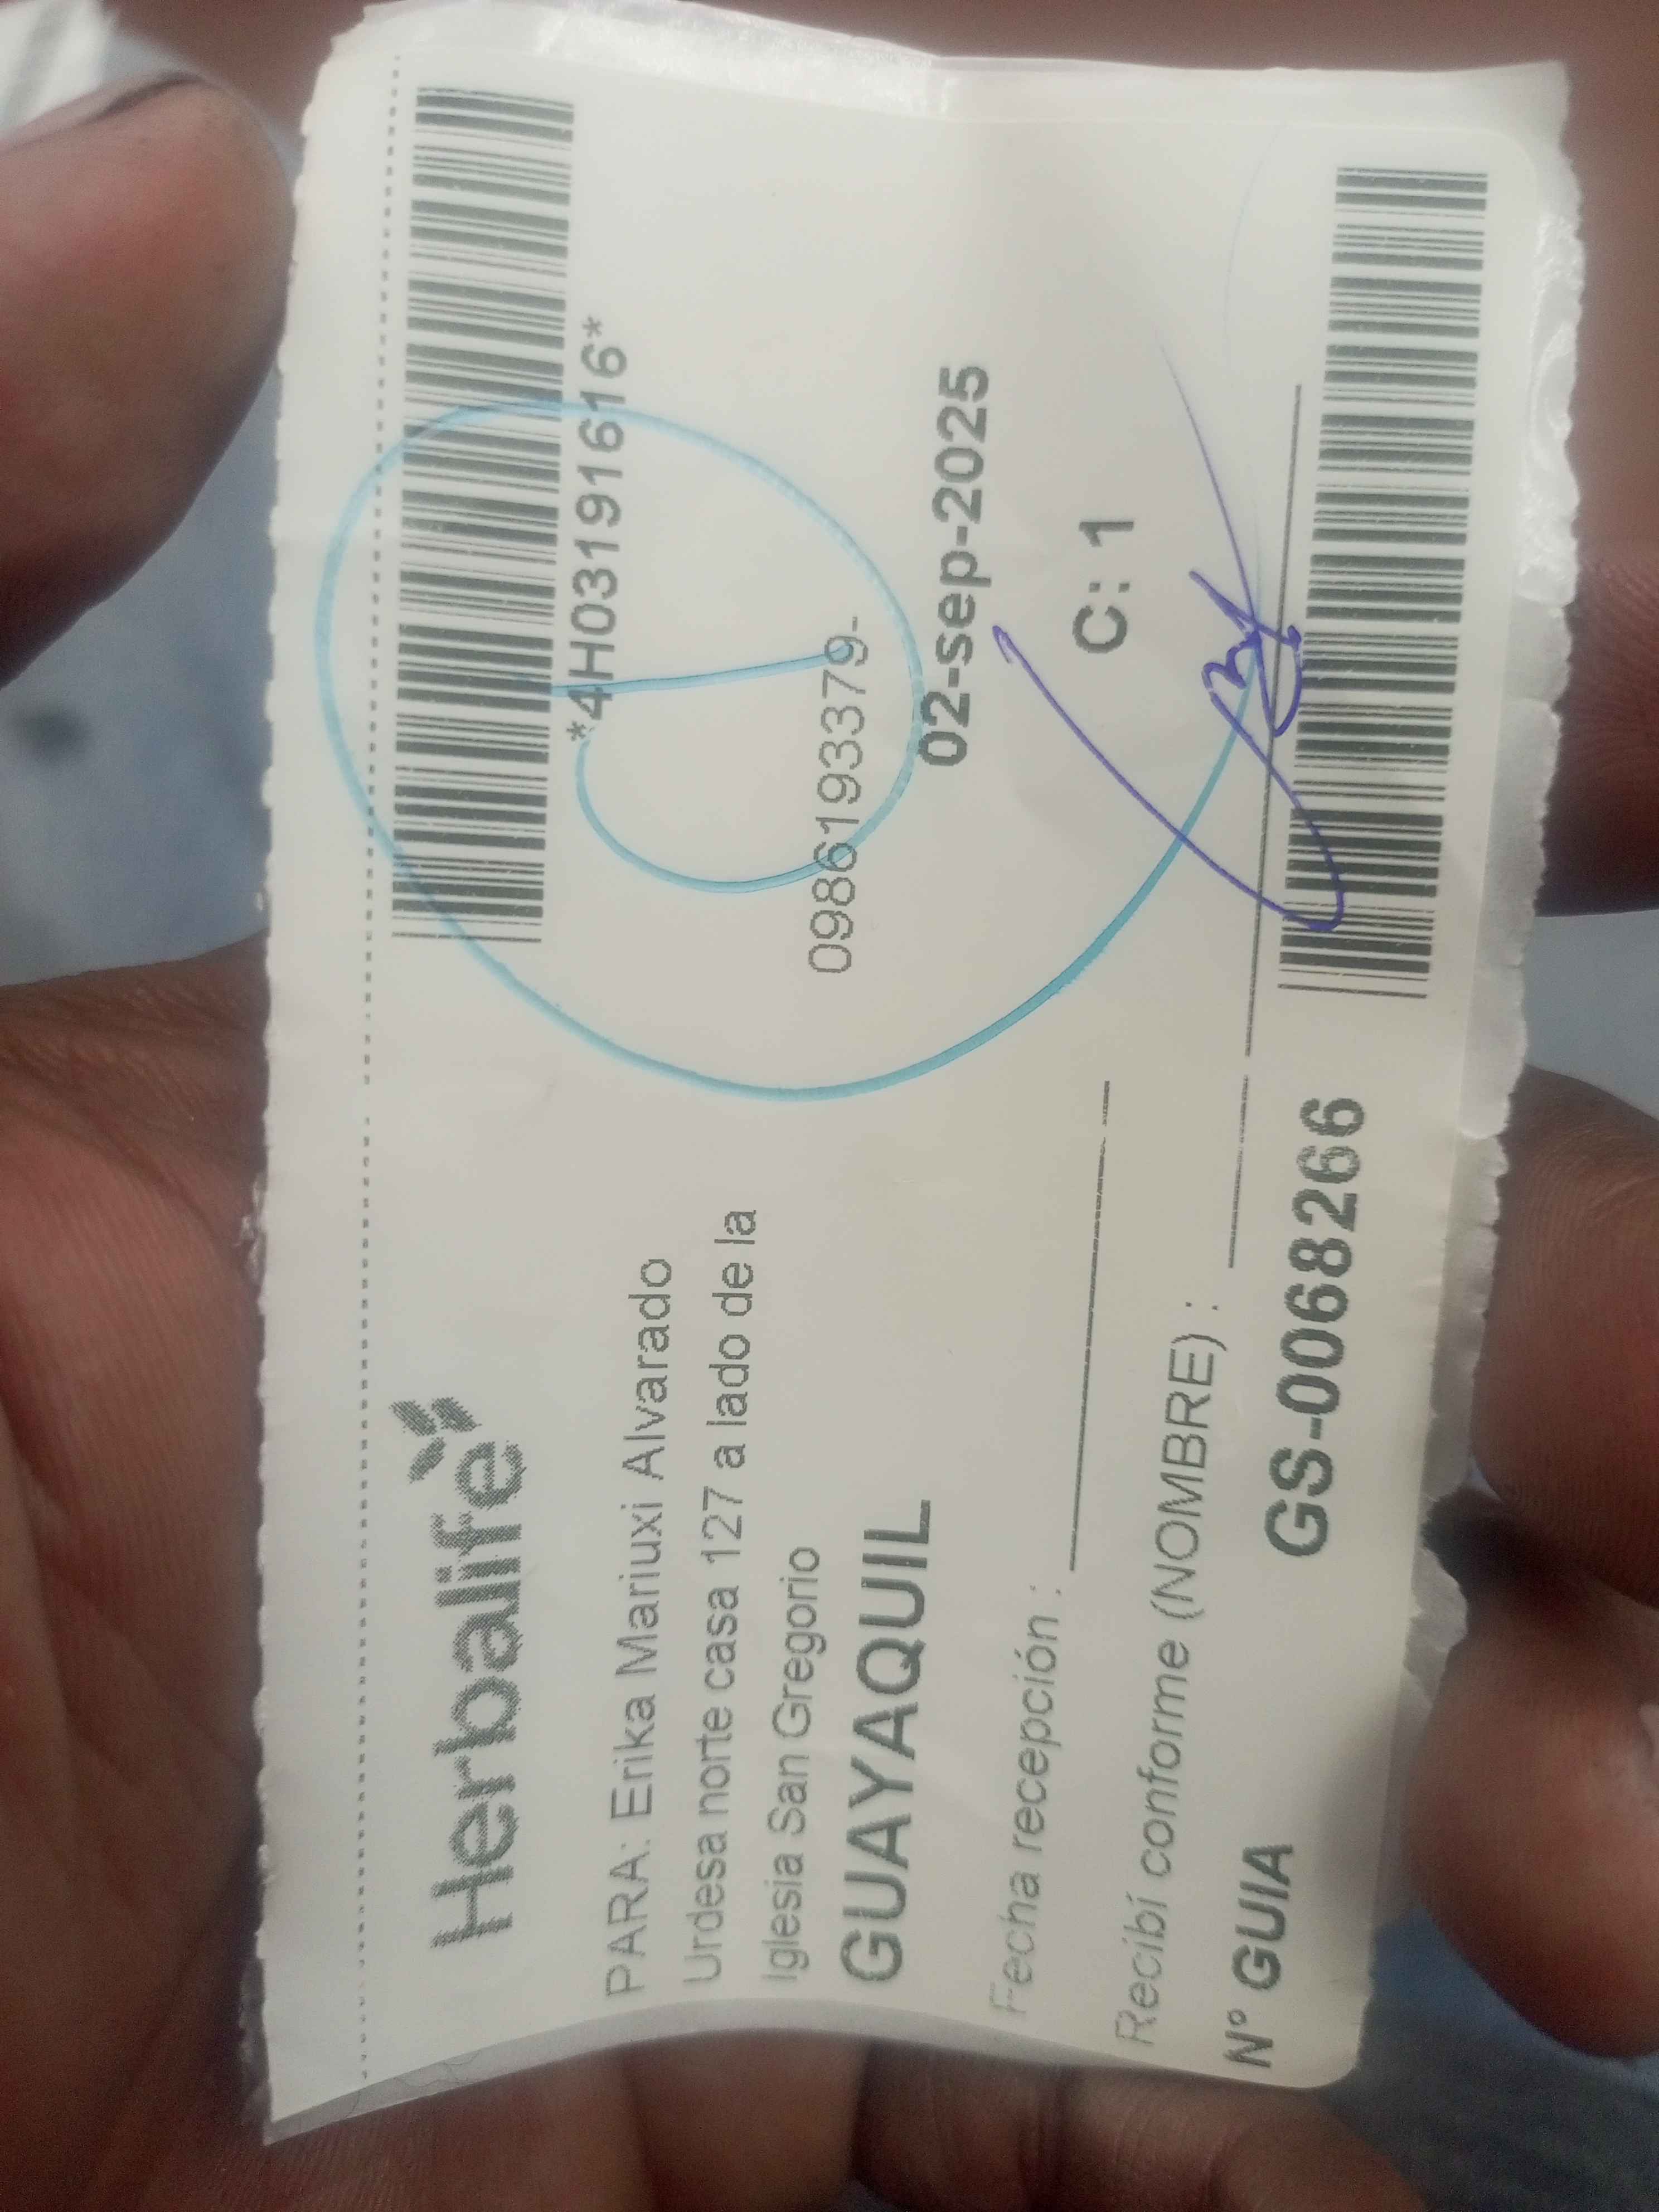 Herbalife
*4H03191616*
PARA: Erika Mariuxi Alvarado
Urdesa norte casa 127 a lado de la
Iglesia San Gregorio
0986193379-
GUAYAQUIL
02-sep-2025
Fecha recepción :
C: 1
Recibí conforme (NOMBRE) :
N° GUIA
GS-0068266